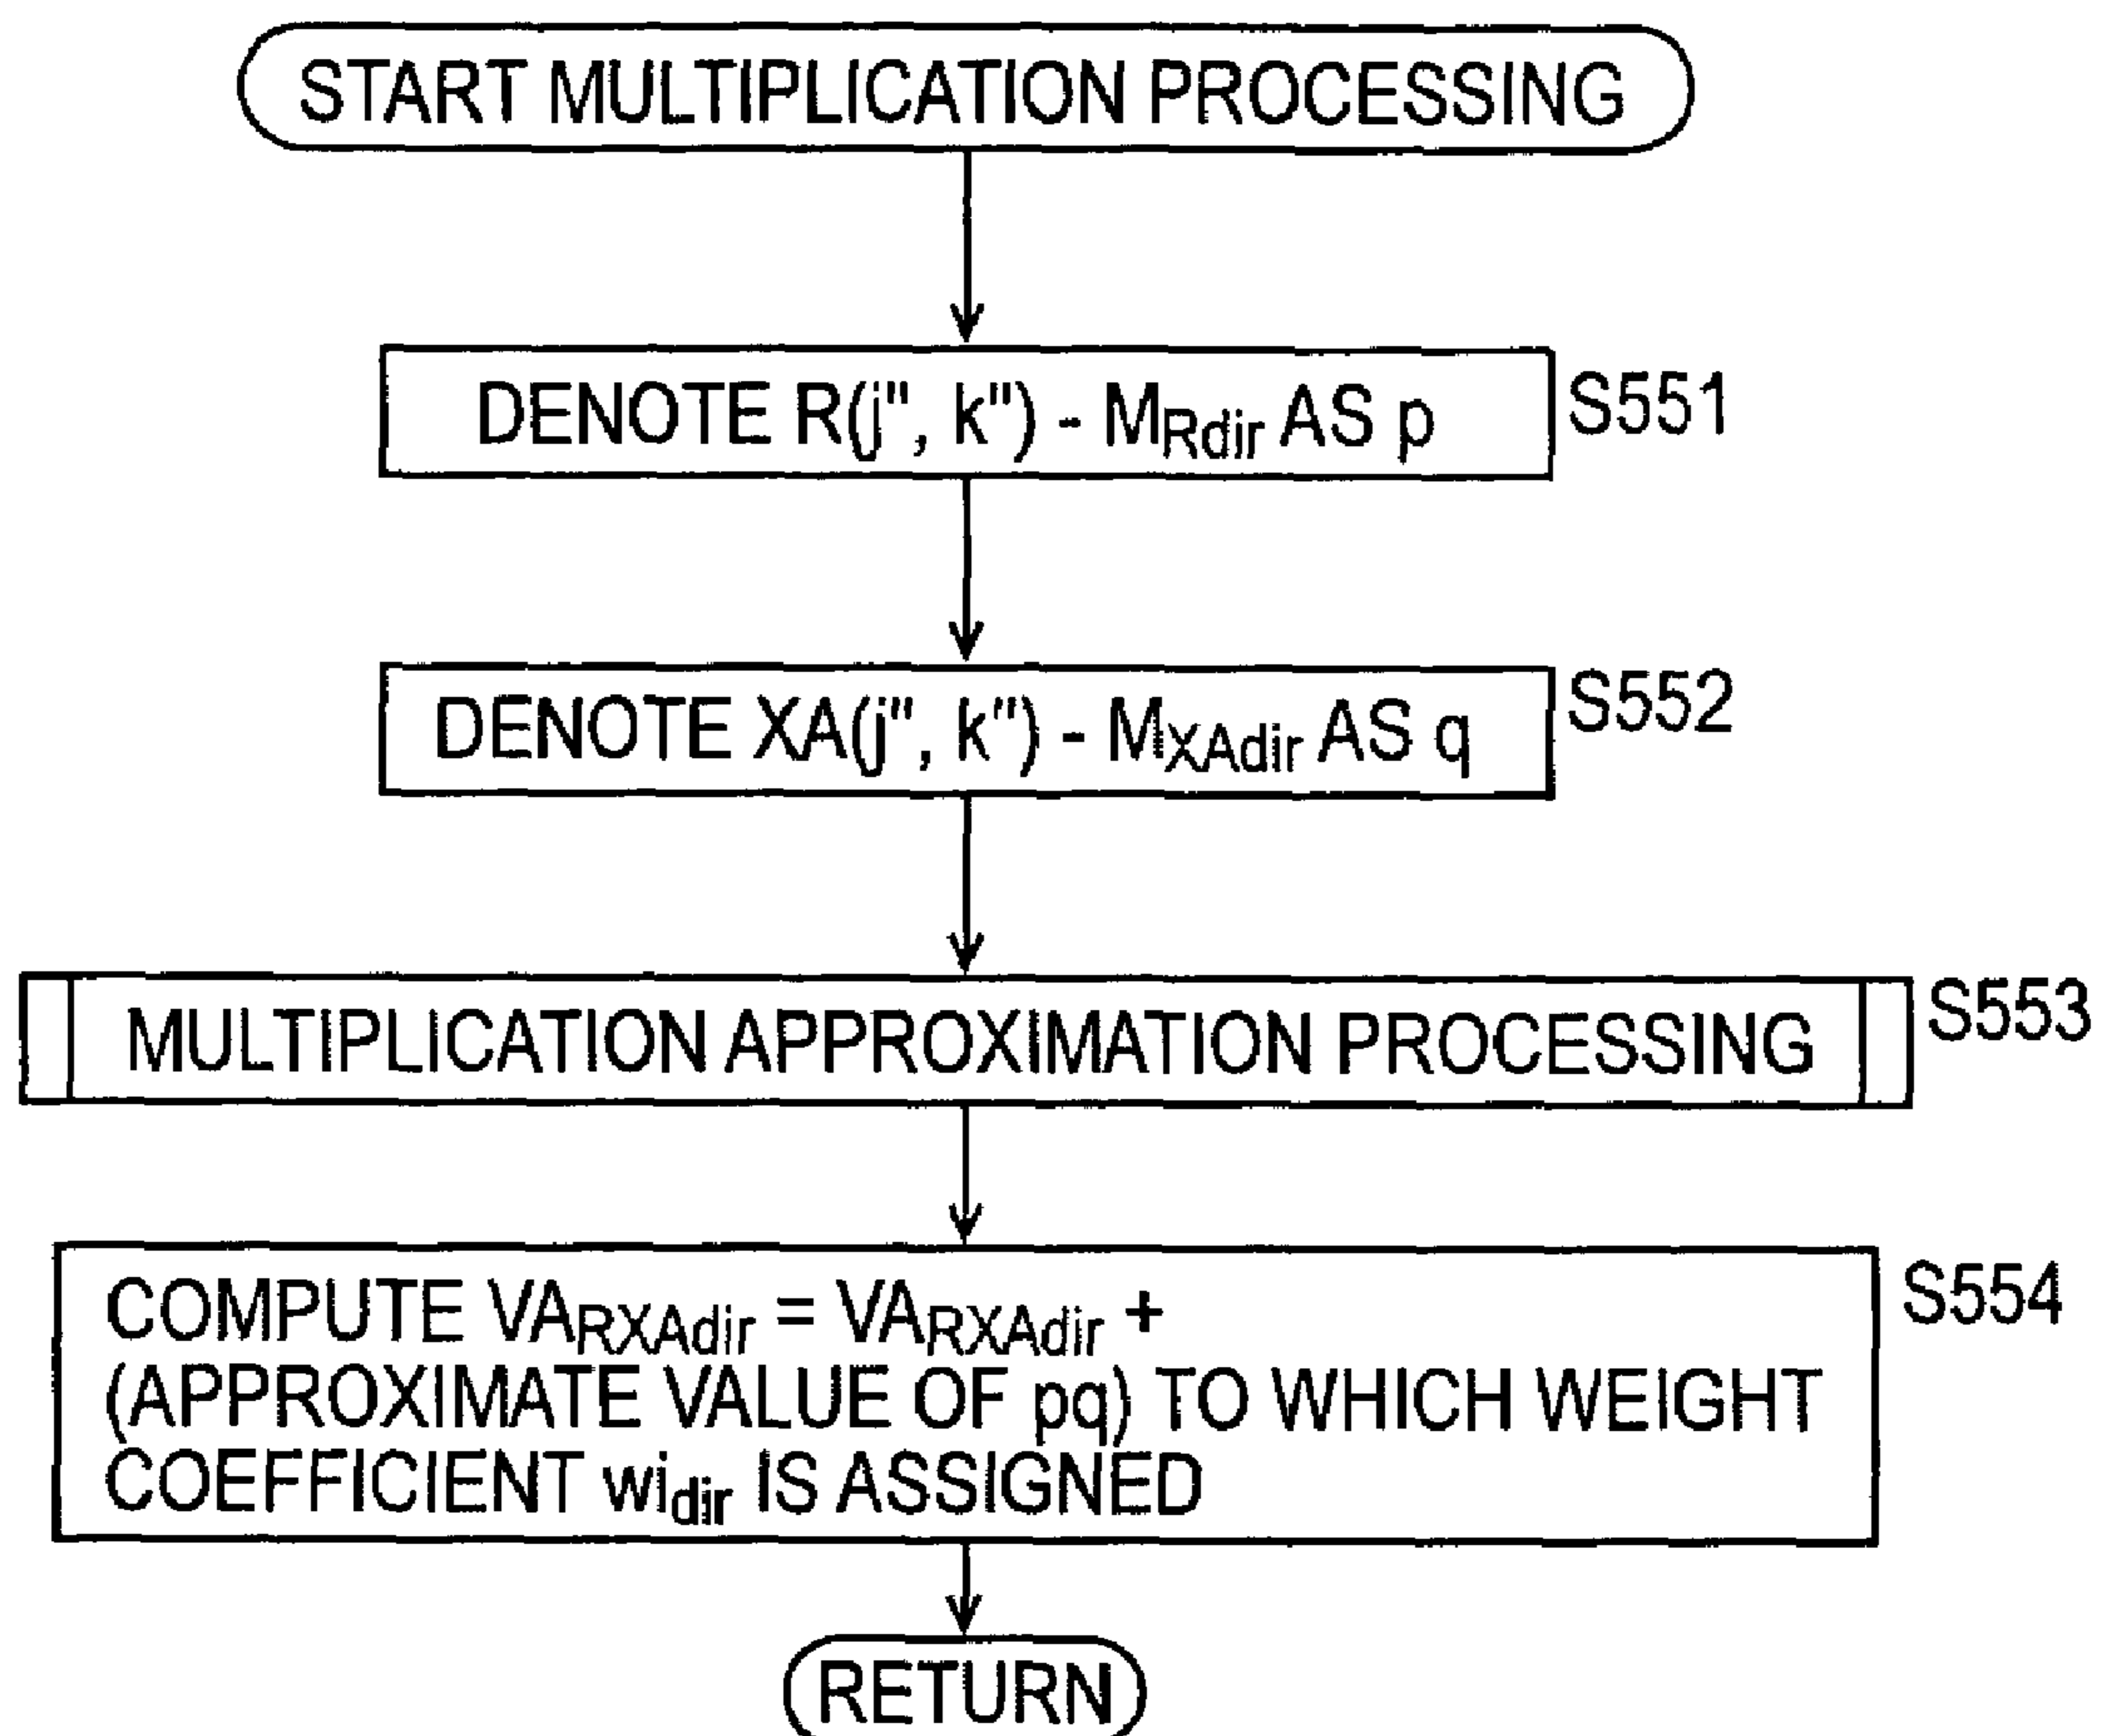 START MULTIPLICATION PROCESSING
DENOTE R(j", k") - MRdir AS p
S551
DENOTE XA(j", k") - MXAdir AS q
S552
MULTIPLICATION APPROXIMATION PROCESSING
S553
COMPUTE VARXAdir = VARXAdir +
(APPROXIMATE VALUE OF pq) TO WHICH WEIGHT
COEFFICIENT widir IS ASSIGNED
S554
RETURN